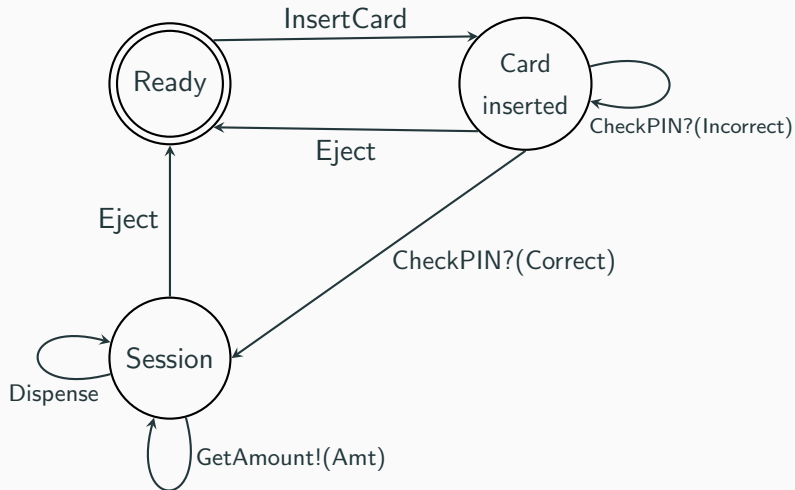 InsertCard
Ready
Card
inserted
CheckPIN?(Incorrect)
Eject
Eject
CheckPIN?(Correct)
Session
Dispense
GetAmount!(Amt)